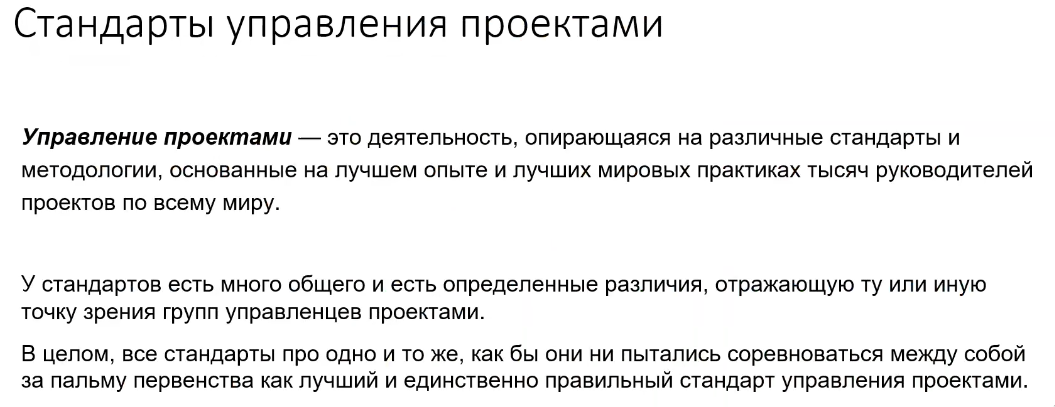 Стандарты управления проектами
Управление проектами — это деятельность, опирающаяся на различные стандарты и
методологии, основанные на лучшем опыте и лучших мировых практиках тысяч руководителей
проектов по всему миру.
У стандартов есть много общего и есть определенные различия, отражающую ту или иную
точку зрения групп управленцев проектами.
В целом, все стандарты про одно и то же, как бы они ни пытались соревноваться между собой
за пальму первенства как лучший и единственно правильный стандарт управления проектами.